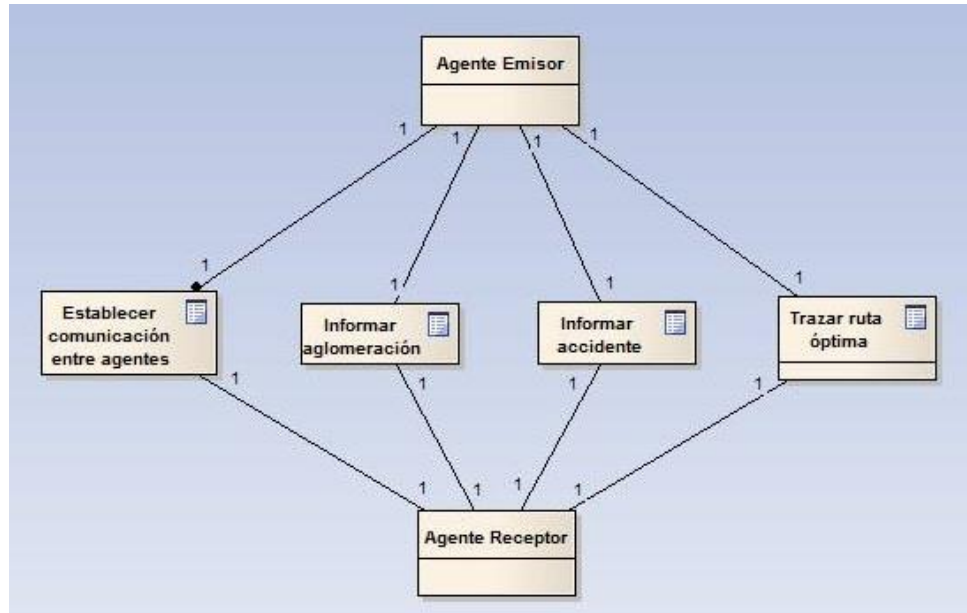 Agente Emisor
1
1
1
1
1
1
1
1
Establecer
comunicación
entre agentes
Informar
aglomeración
Informar
accidente
Trazar ruta
óptima
1
1
1
1
1
1
1
1
Agente Receptor